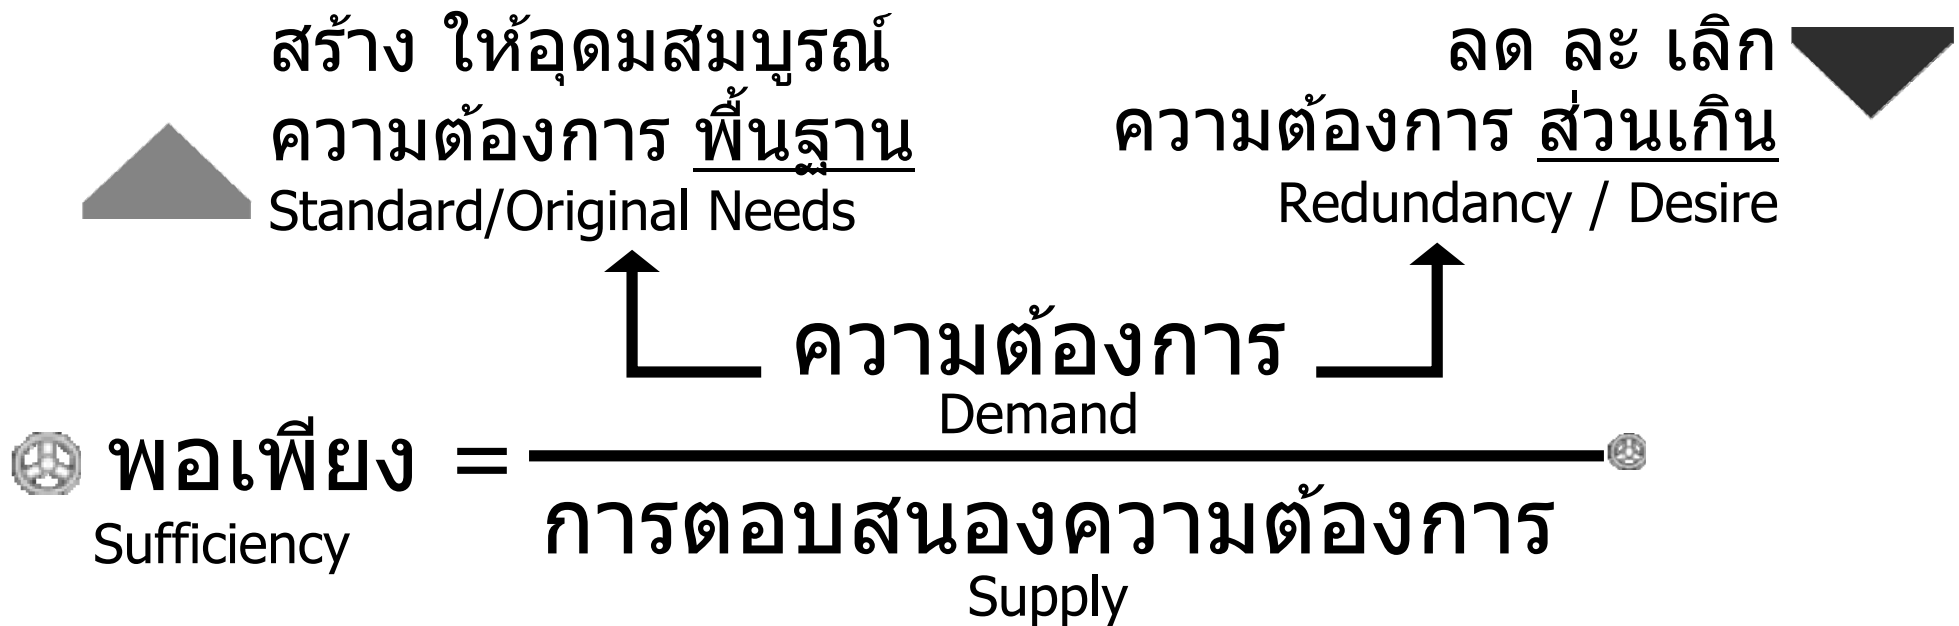 สร้าง ให้อุดมสมบูรณ์
ความต้องการ พื้นฐาน
Standard/Original Needs
ลด ละ เลิก
ความต้องการ ส่วนเกิน
Redundancy / Desire
ความต้องการ
Demand
พอเพียง =
Sufficiency
การตอบสนองความต้องการ
Supply